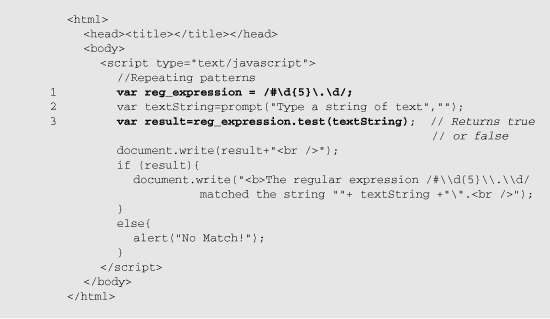 <html>
<head><title></title></head>
<body>
<script type="text/javascript">
//Repeating patterns
1 var reg_expression = /#\d{5}\.\d/;
2 var textString=prompt("Type a string of text","");
3 var result=reg_expression.test(textString); // Returns true
// or false
document.write(result+"<br />");
if (result){
document.write("<b>The regular expression /#\\d{5}\\.\\d/
matched the string ""+ textString +"\".<br />");
}
else{
alert("No Match!");
}
</script>
</body>
</html>